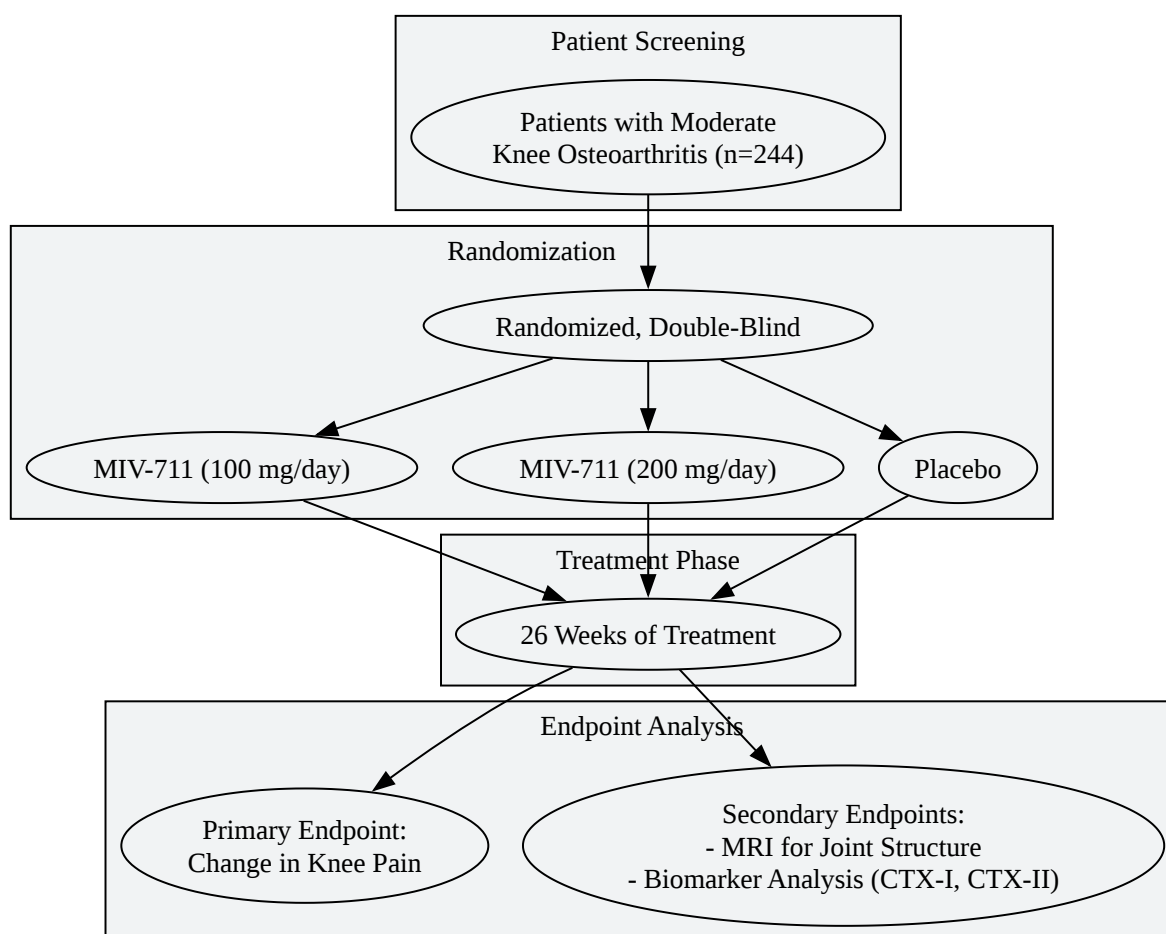 Patient Screening
Patients with Moderate
Knee Osteoarthritis (n=244)
Randomization
Randomized, Double-Blind
MIV-711 (100 mg/day)
MIV-711 (200 mg/day)
Placebo
Treatment Phase
26 Weeks of Treatment
Endpoint Analysis
Primary Endpoint:
Change in Knee Pain
Secondary Endpoints:
- MRI for Joint Structure
- Biomarker Analysis (CTX-I, CTX-II)